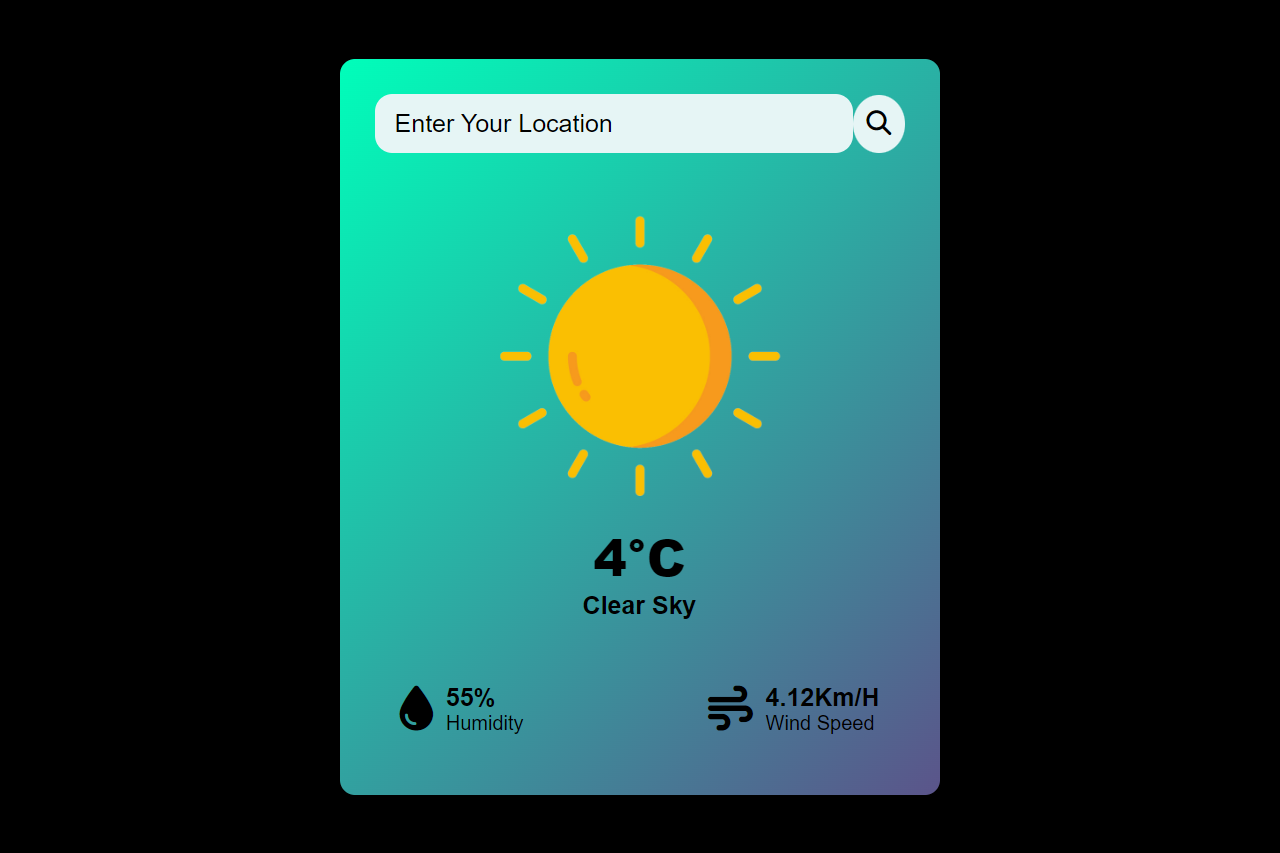 Enter Your Location
4°C
Clear Sky
55%
Humidity
4.12Km/H
Wind Speed